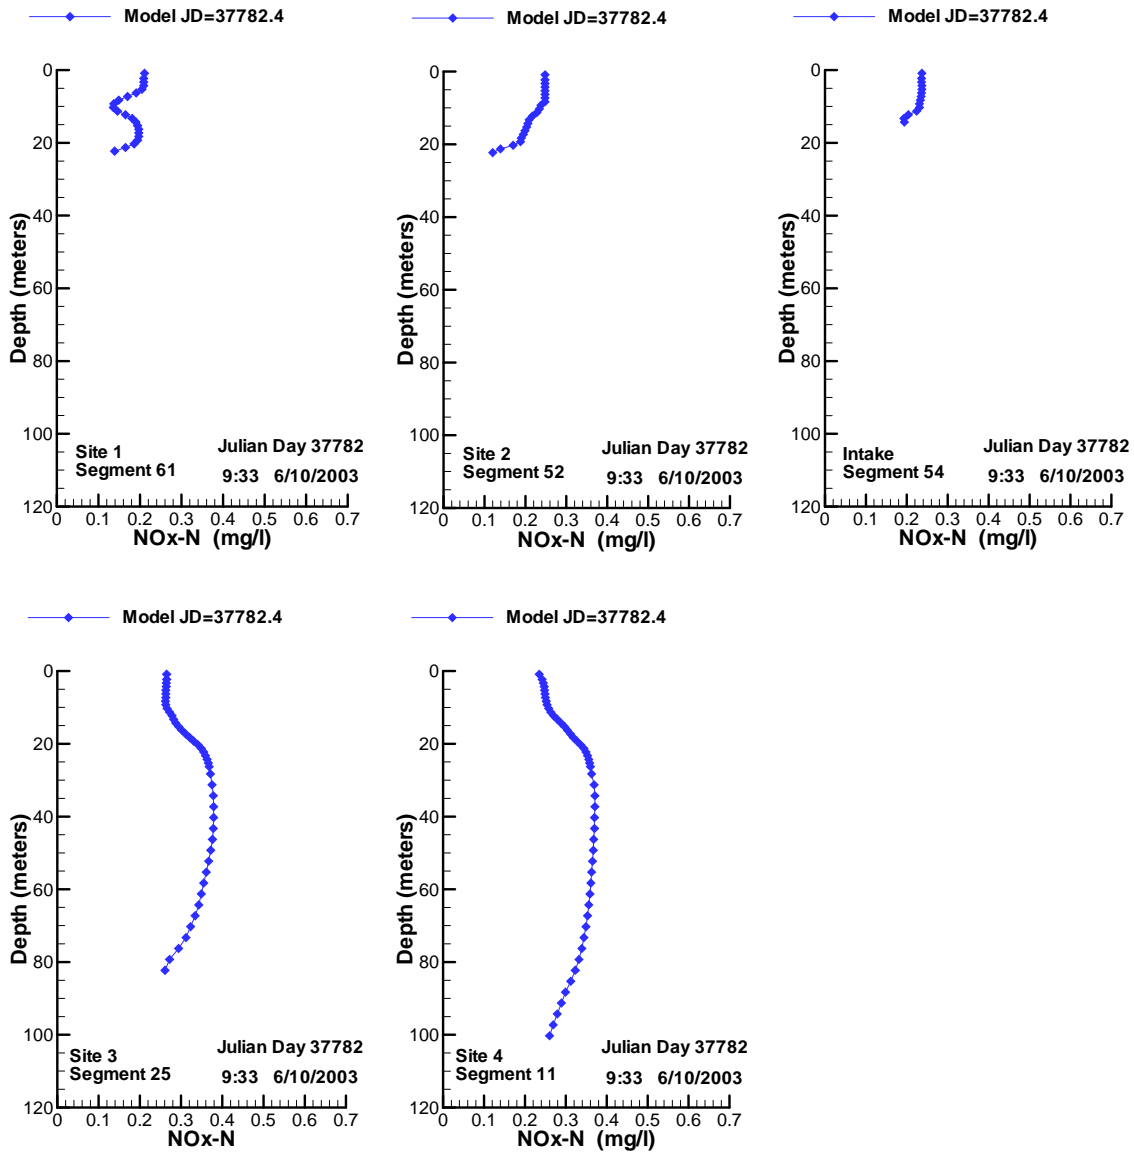 Model JD=37782.4
0
20
40
60
80
100
120
Depth (meters)
Site 1
Segment 61
Julian Day 37782
9:33 6/10/2003
0 0.1 0.2 0.3 0.4 0.5 0.6 0.7
NOx-N (mg/l)
Model JD=37782.4
0
20
40
60
80
100
120
Depth (meters)
Site 2
Segment 52
Julian Day 37782
9:33 6/10/2003
0 0.1 0.2 0.3 0.4 0.5 0.6 0.7
NOx-N (mg/l)
Model JD=37782.4
0
20
40
60
80
100
120
Depth (meters)
Intake
Segment 54
Julian Day 37782
9:33 6/10/2003
0 0.1 0.2 0.3 0.4 0.5 0.6 0.7
NOx-N (mg/l)
Model JD=37782.4
0
20
40
60
80
100
120
Depth (meters)
Site 3
Segment 25
Julian Day 37782
9:33 6/10/2003
0 0.1 0.2 0.3 0.4 0.5 0.6 0.7
NOx-N
Model JD=37782.4
0
20
40
60
80
100
120
Depth (meters)
Site 4
Segment 11
Julian Day 37782
9:33 6/10/2003
0 0.1 0.2 0.3 0.4 0.5 0.6 0.7
NOx-N (mg/l)